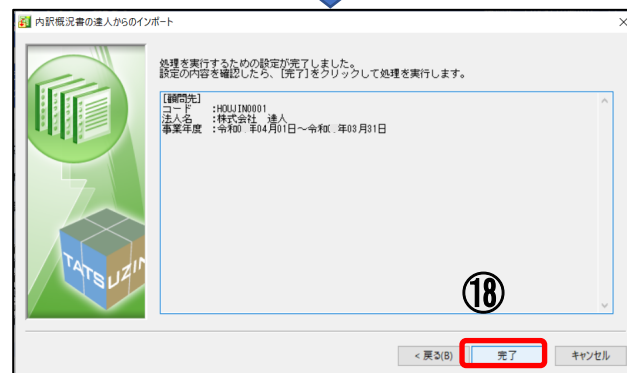 内訳概況書の達人からのインポート
処理を実行するための設定が完了しました。
設定の内容を確認したら、[完了]をクリックして処理を実行します。
[顧問先]
コード :HOUJIN0001
法人名 :株式会社 達人
事業年度 :令和 年04月01日～令和 年03月31日
TATSUZIN
⑱
< 戻る(B)
完了
キャンセル